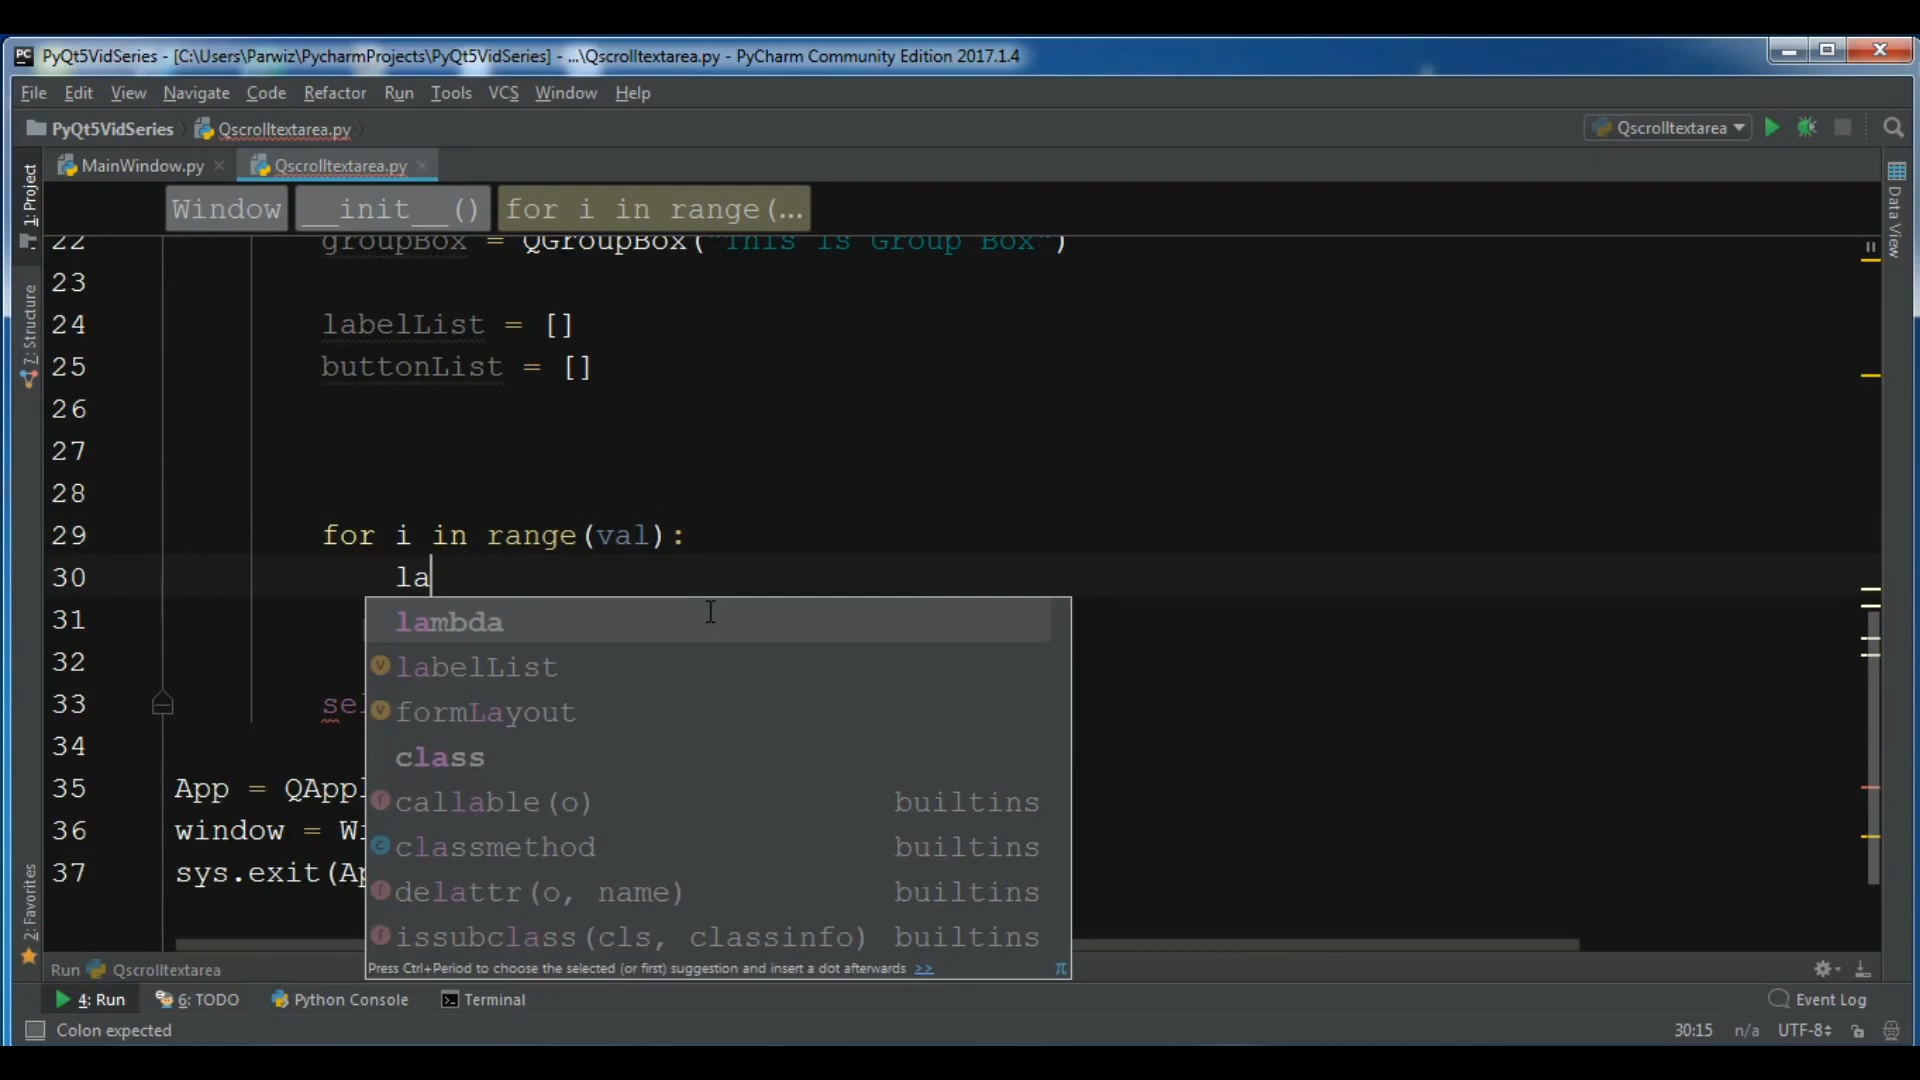 PyQt5VidSeries - [C:\Users\Parwiz\PycharmProjects\PyQt5VidSeries] - ...\Qscrolltextarea.py - PyCharm Community Edition 2017.1.4
File Edit View Navigate Code Refactor Run Tools VCS Window Help
PyQt5VidSeries Qscrolltextarea.py Qscrolltextarea
MainWindow.py Qscrolltextarea.py
Window __init__() for i in range(...
22 groupBox = QGroupBox("This Is Group Box")
23
24 labelList = []
25 buttonList = []
26
27
28
29 for i in range(val):
30 la
31
32
33 sel
34
35 App = QAppl
36 window = Wi
37 sys.exit(Ap
lambda
labelList
formLayout
class
callable(o) builtins
classmethod builtins
delattr(o, name) builtins
issubclass(cls, classinfo) builtins
Press Ctrl+Period to choose the selected (or first) suggestion and insert a dot afterwards >> π
1: Project
7: Structure
2: Favorites
Data View
Run Qscrolltextarea
4: Run 6: TODO Python Console Terminal Event Log
Colon expected 30:15 n/a UTF-8